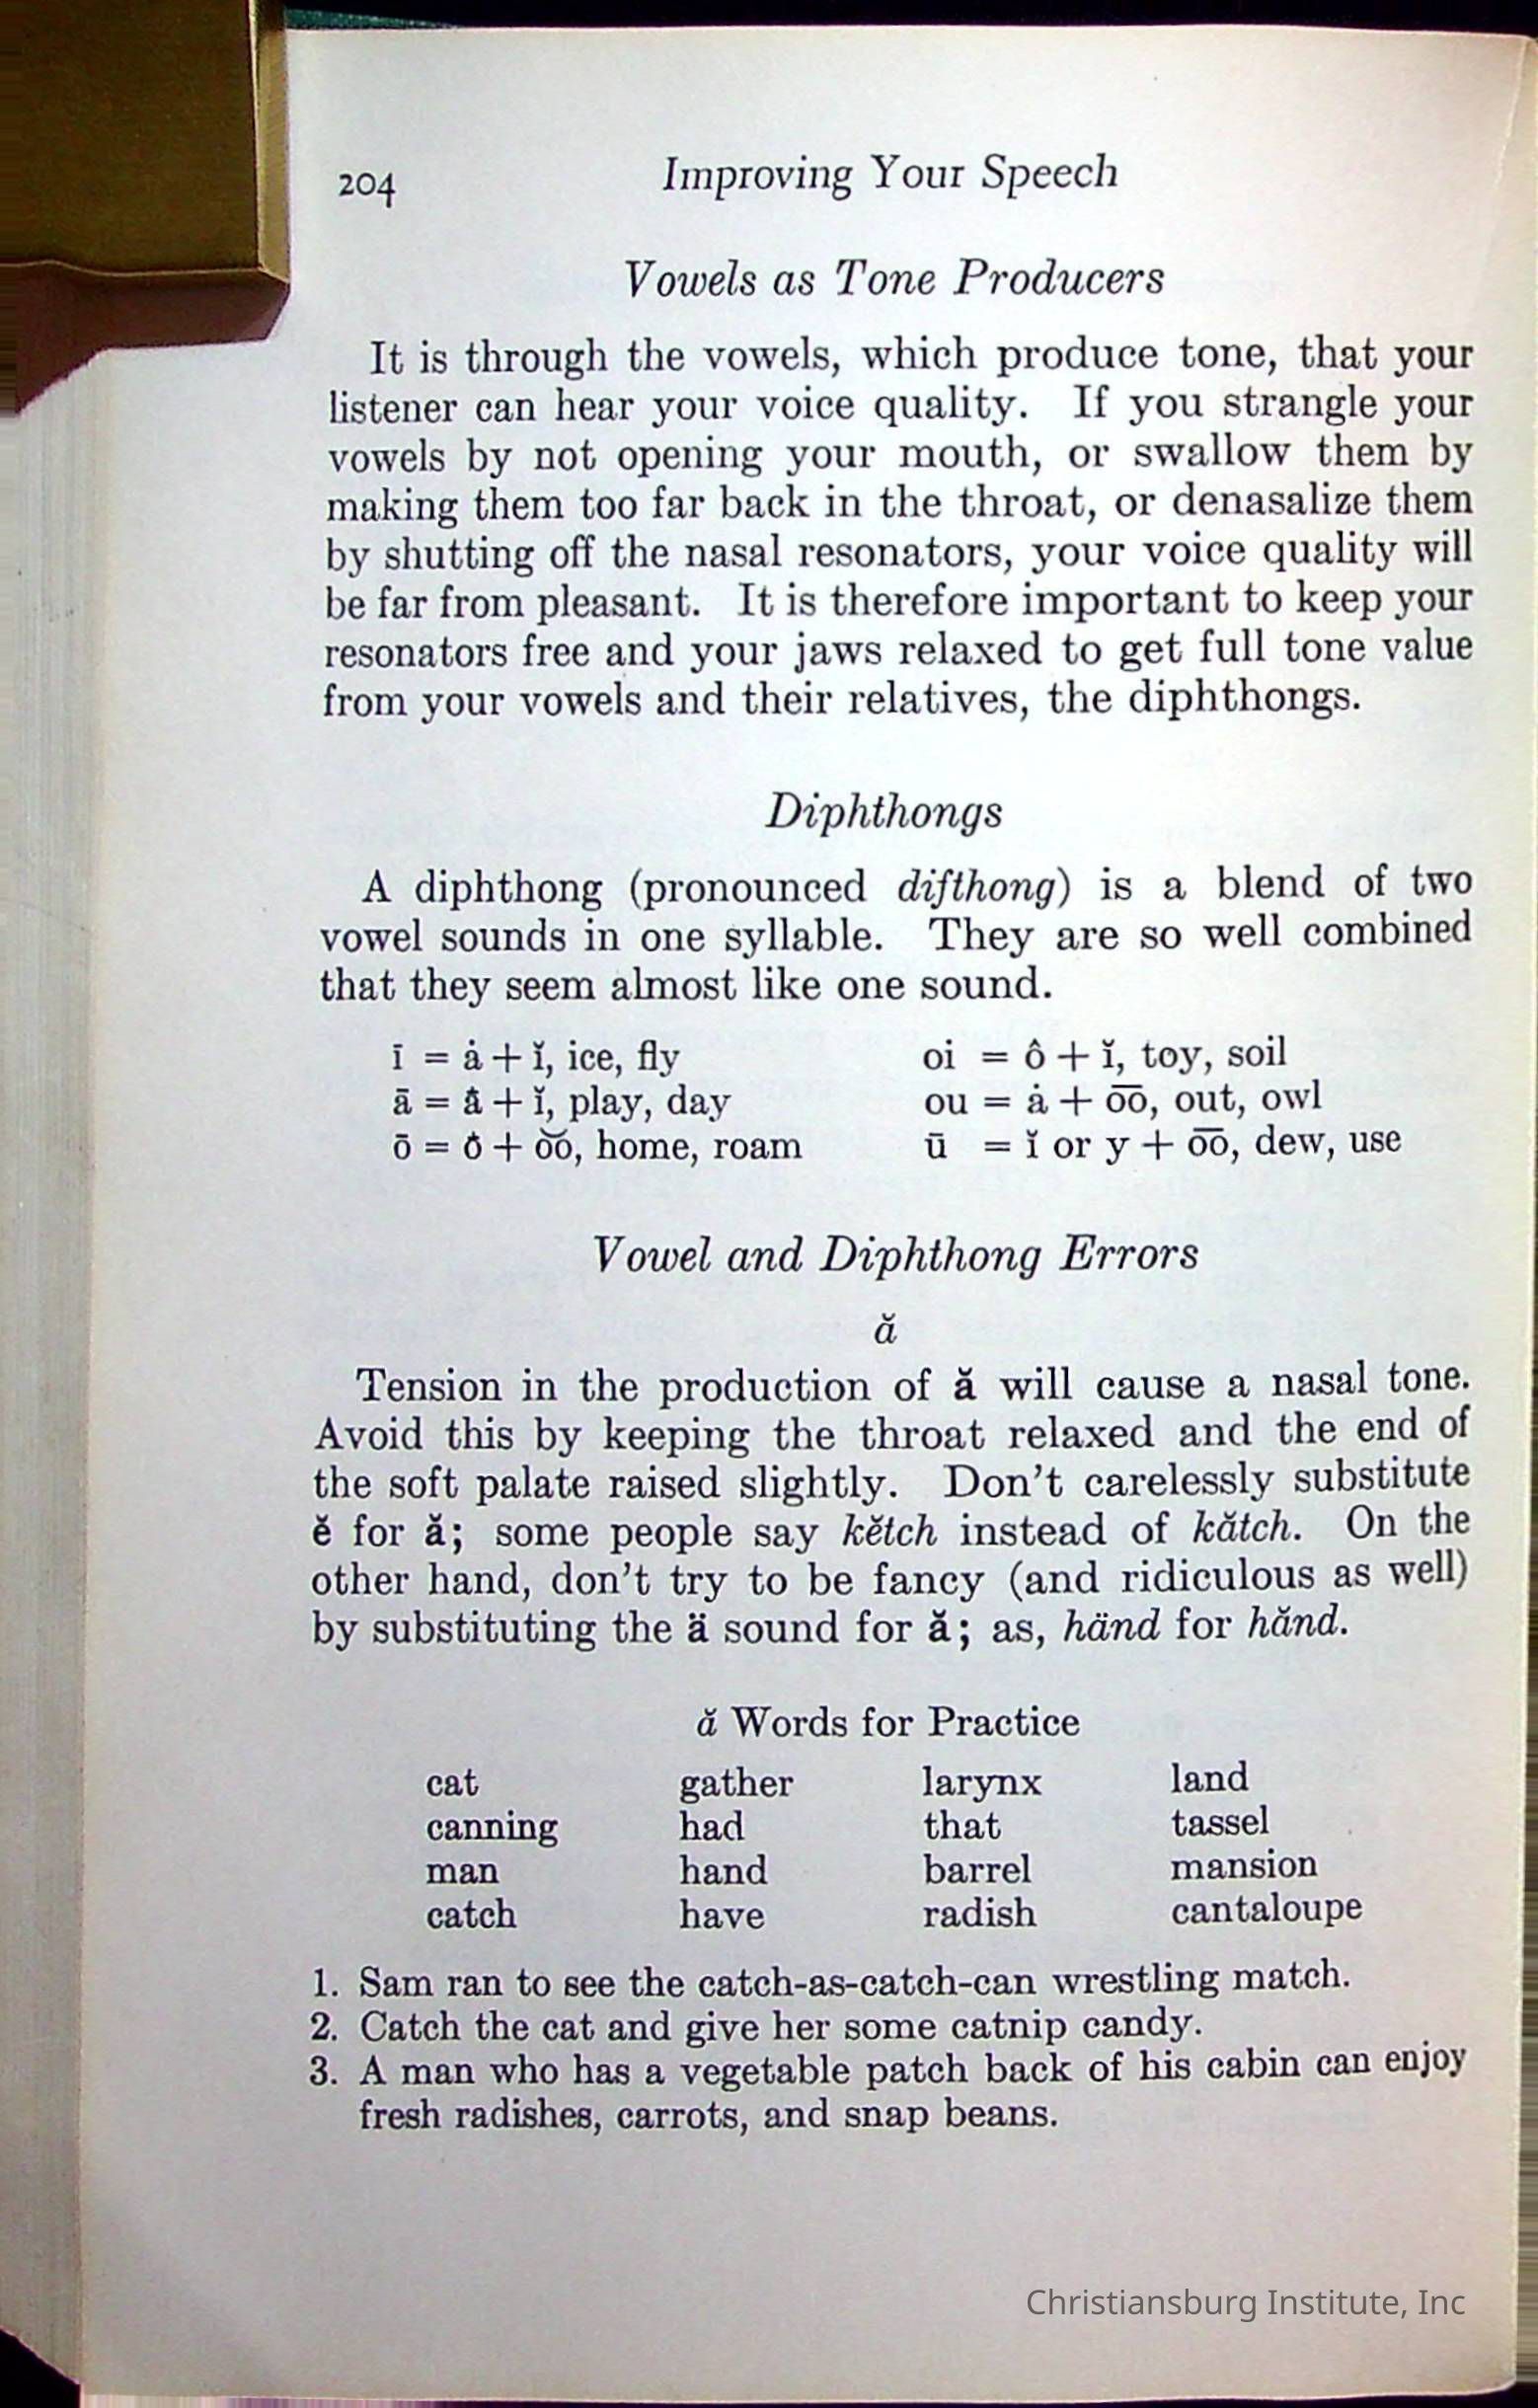 204 Improving Your Speech
Vowels as Tone Producers
It is through the vowels, which produce tone, that your
listener can hear your voice quality. If you strangle your
vowels by not opening your mouth, or swallow them by
making them too far back in the throat, or denasalize them
by shutting off the nasal resonators, your voice quality will
be far from pleasant. It is therefore important to keep your
resonators free and your jaws relaxed to get full tone value
from your vowels and their relatives, the diphthongs.
Diphthongs
A diphthong (pronounced difthong) is a blend of two
vowel sounds in one syllable. They are so well combined
that they seem almost like one sound.
ī = ȧ + ĭ, ice, fly oi = ô + ĭ, toy, soil
ā = + ĭ, play, day ou = ȧ + o͞o, out, owl
ō = + o͝o, home, roam ū = ĭ or y + o͞o, dew, use
Vowel and Diphthong Errors
ă
Tension in the production of ă will cause a nasal tone.
Avoid this by keeping the throat relaxed and the end of
the soft palate raised slightly. Don't carelessly substitute
ĕ for ă; some people say kĕtch instead of kătch. On the
other hand, don't try to be fancy (and ridiculous as well)
by substituting the ä sound for ă; as, händ for hănd.
ă Words for Practice
cat gather larynx land
canning had that tassel
man hand barrel mansion
catch have radish cantaloupe
1. Sam ran to see the catch-as-catch-can wrestling match.
2. Catch the cat and give her some catnip candy.
3. A man who has a vegetable patch back of his cabin can enjoy
fresh radishes, carrots, and snap beans.
Christiansburg Institute, Inc